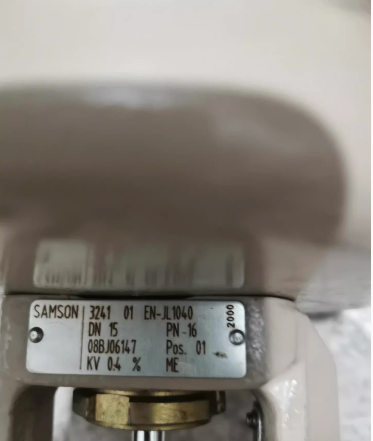 SAMSON 3241 01 EN-JL1040
DN 15 PN-16
08BJ06147 Pos. 01
KV 0.4 % ME
2000